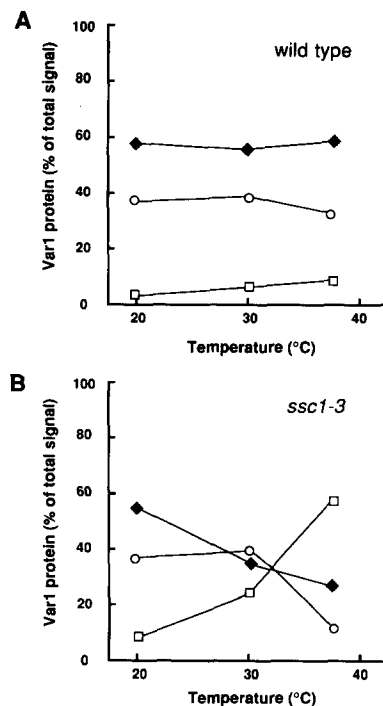 A
wild type
Var1 protein (% of total signal)
100
80
60
40
20
0
20
30
40
Temperature (°C)
B
ssc1-3
Var1 protein (% of total signal)
100
80
60
40
20
0
20
30
40
Temperature (°C)